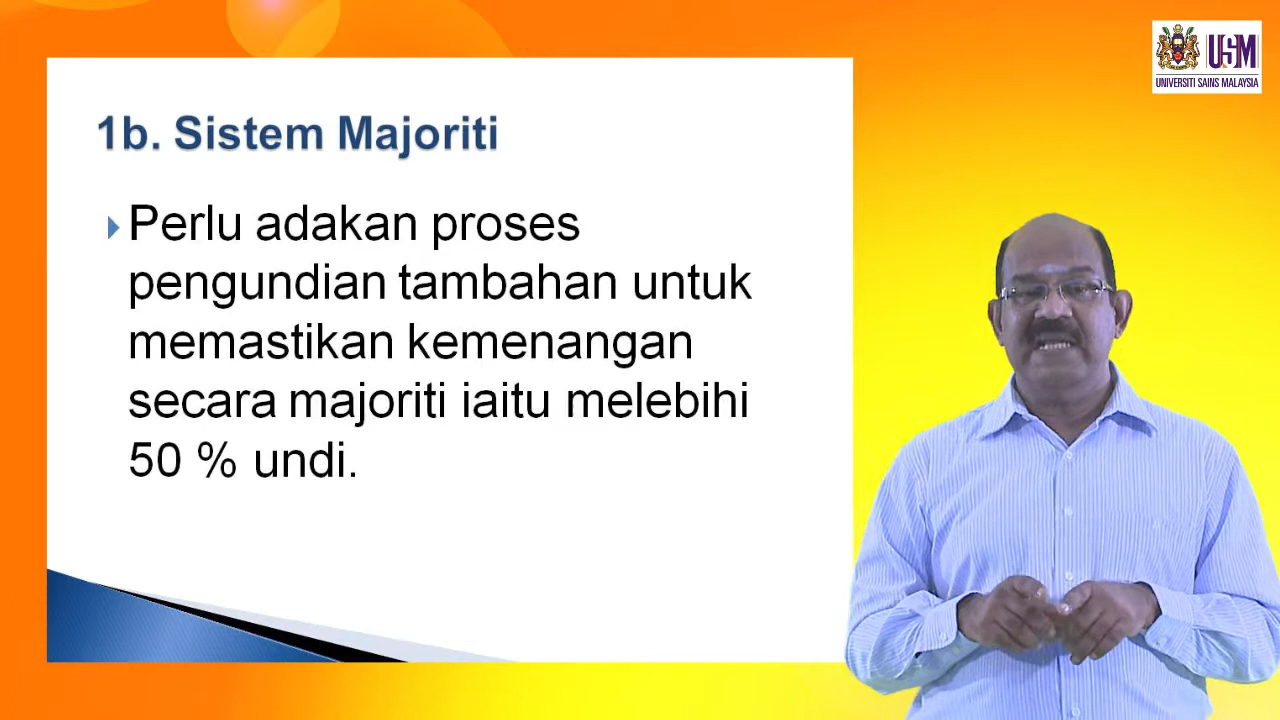 USM
UNIVERSITI SAINS MALAYSIA
1b. Sistem Majoriti
Perlu adakan proses
pengundian tambahan untuk
memastikan kemenangan
secara majoriti iaitu melebihi
50 % undi.